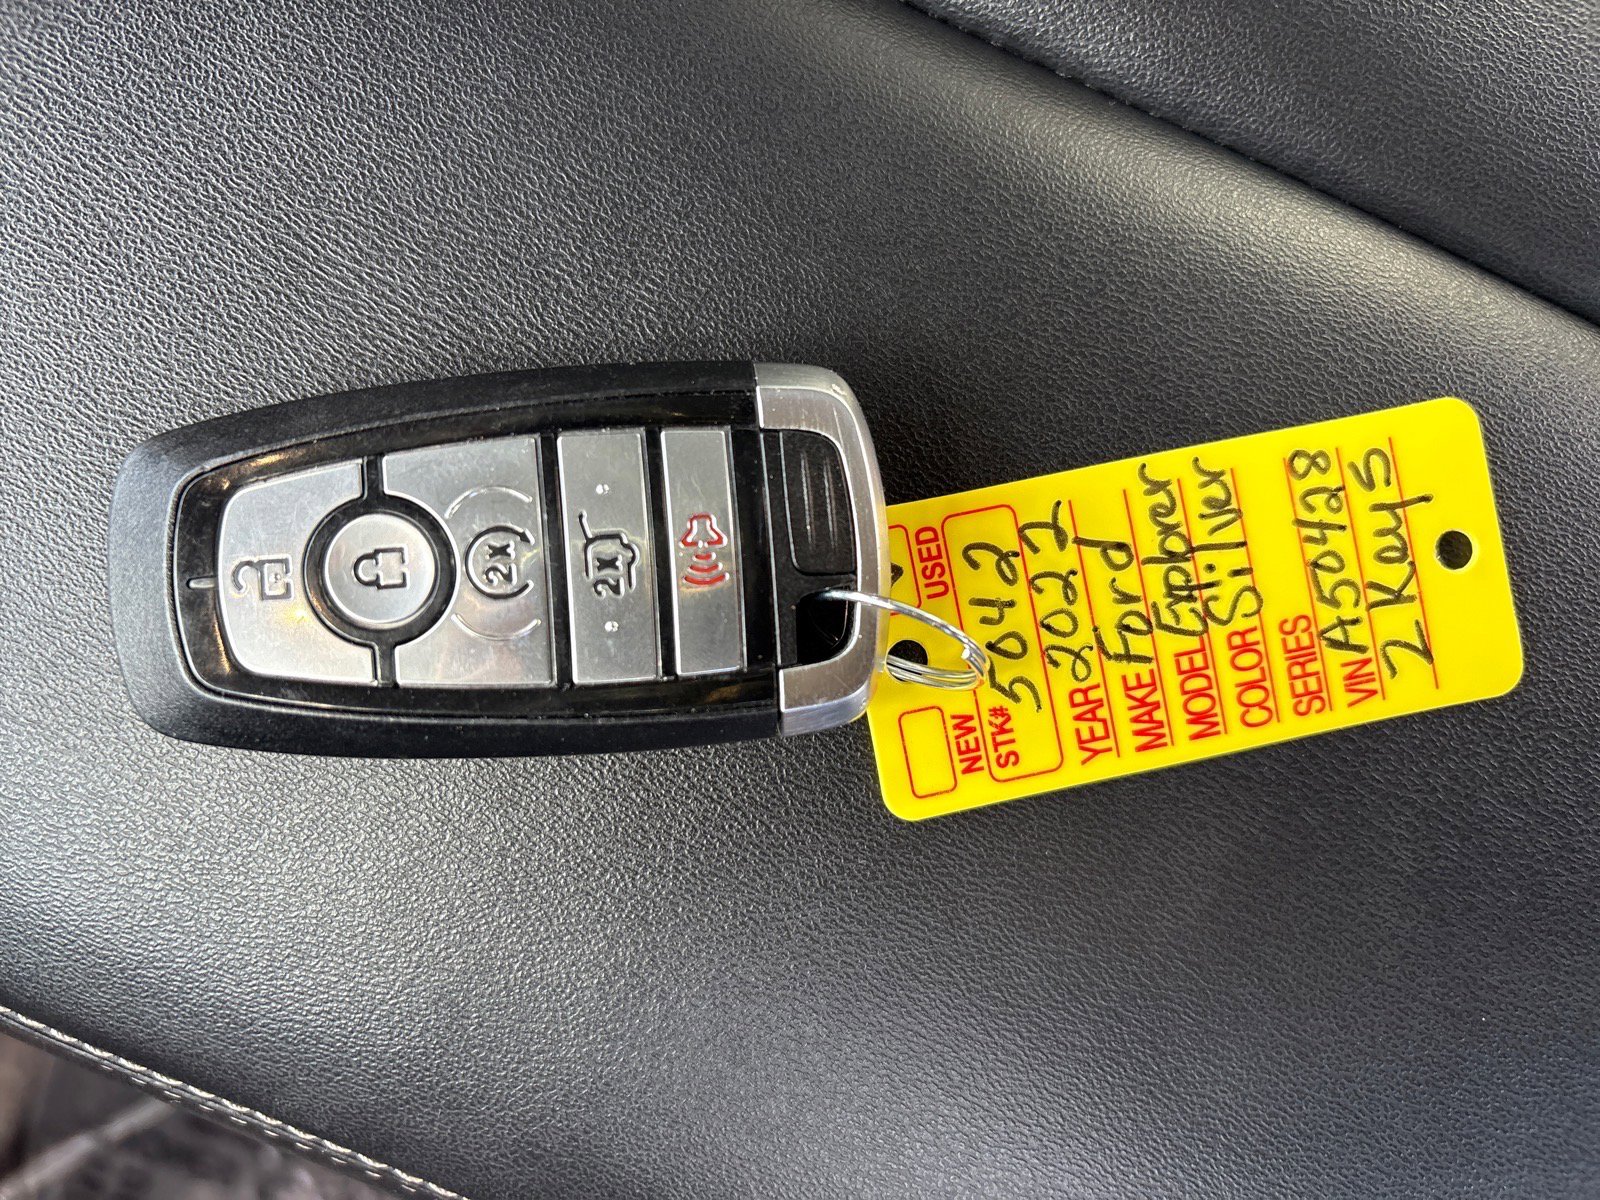 2x
2x
NEW
USED
STK# 5042
YEAR 2022
MAKE Ford
MODEL Explorer
COLOR Silver
SERIES
VIN A50428
2 Keys